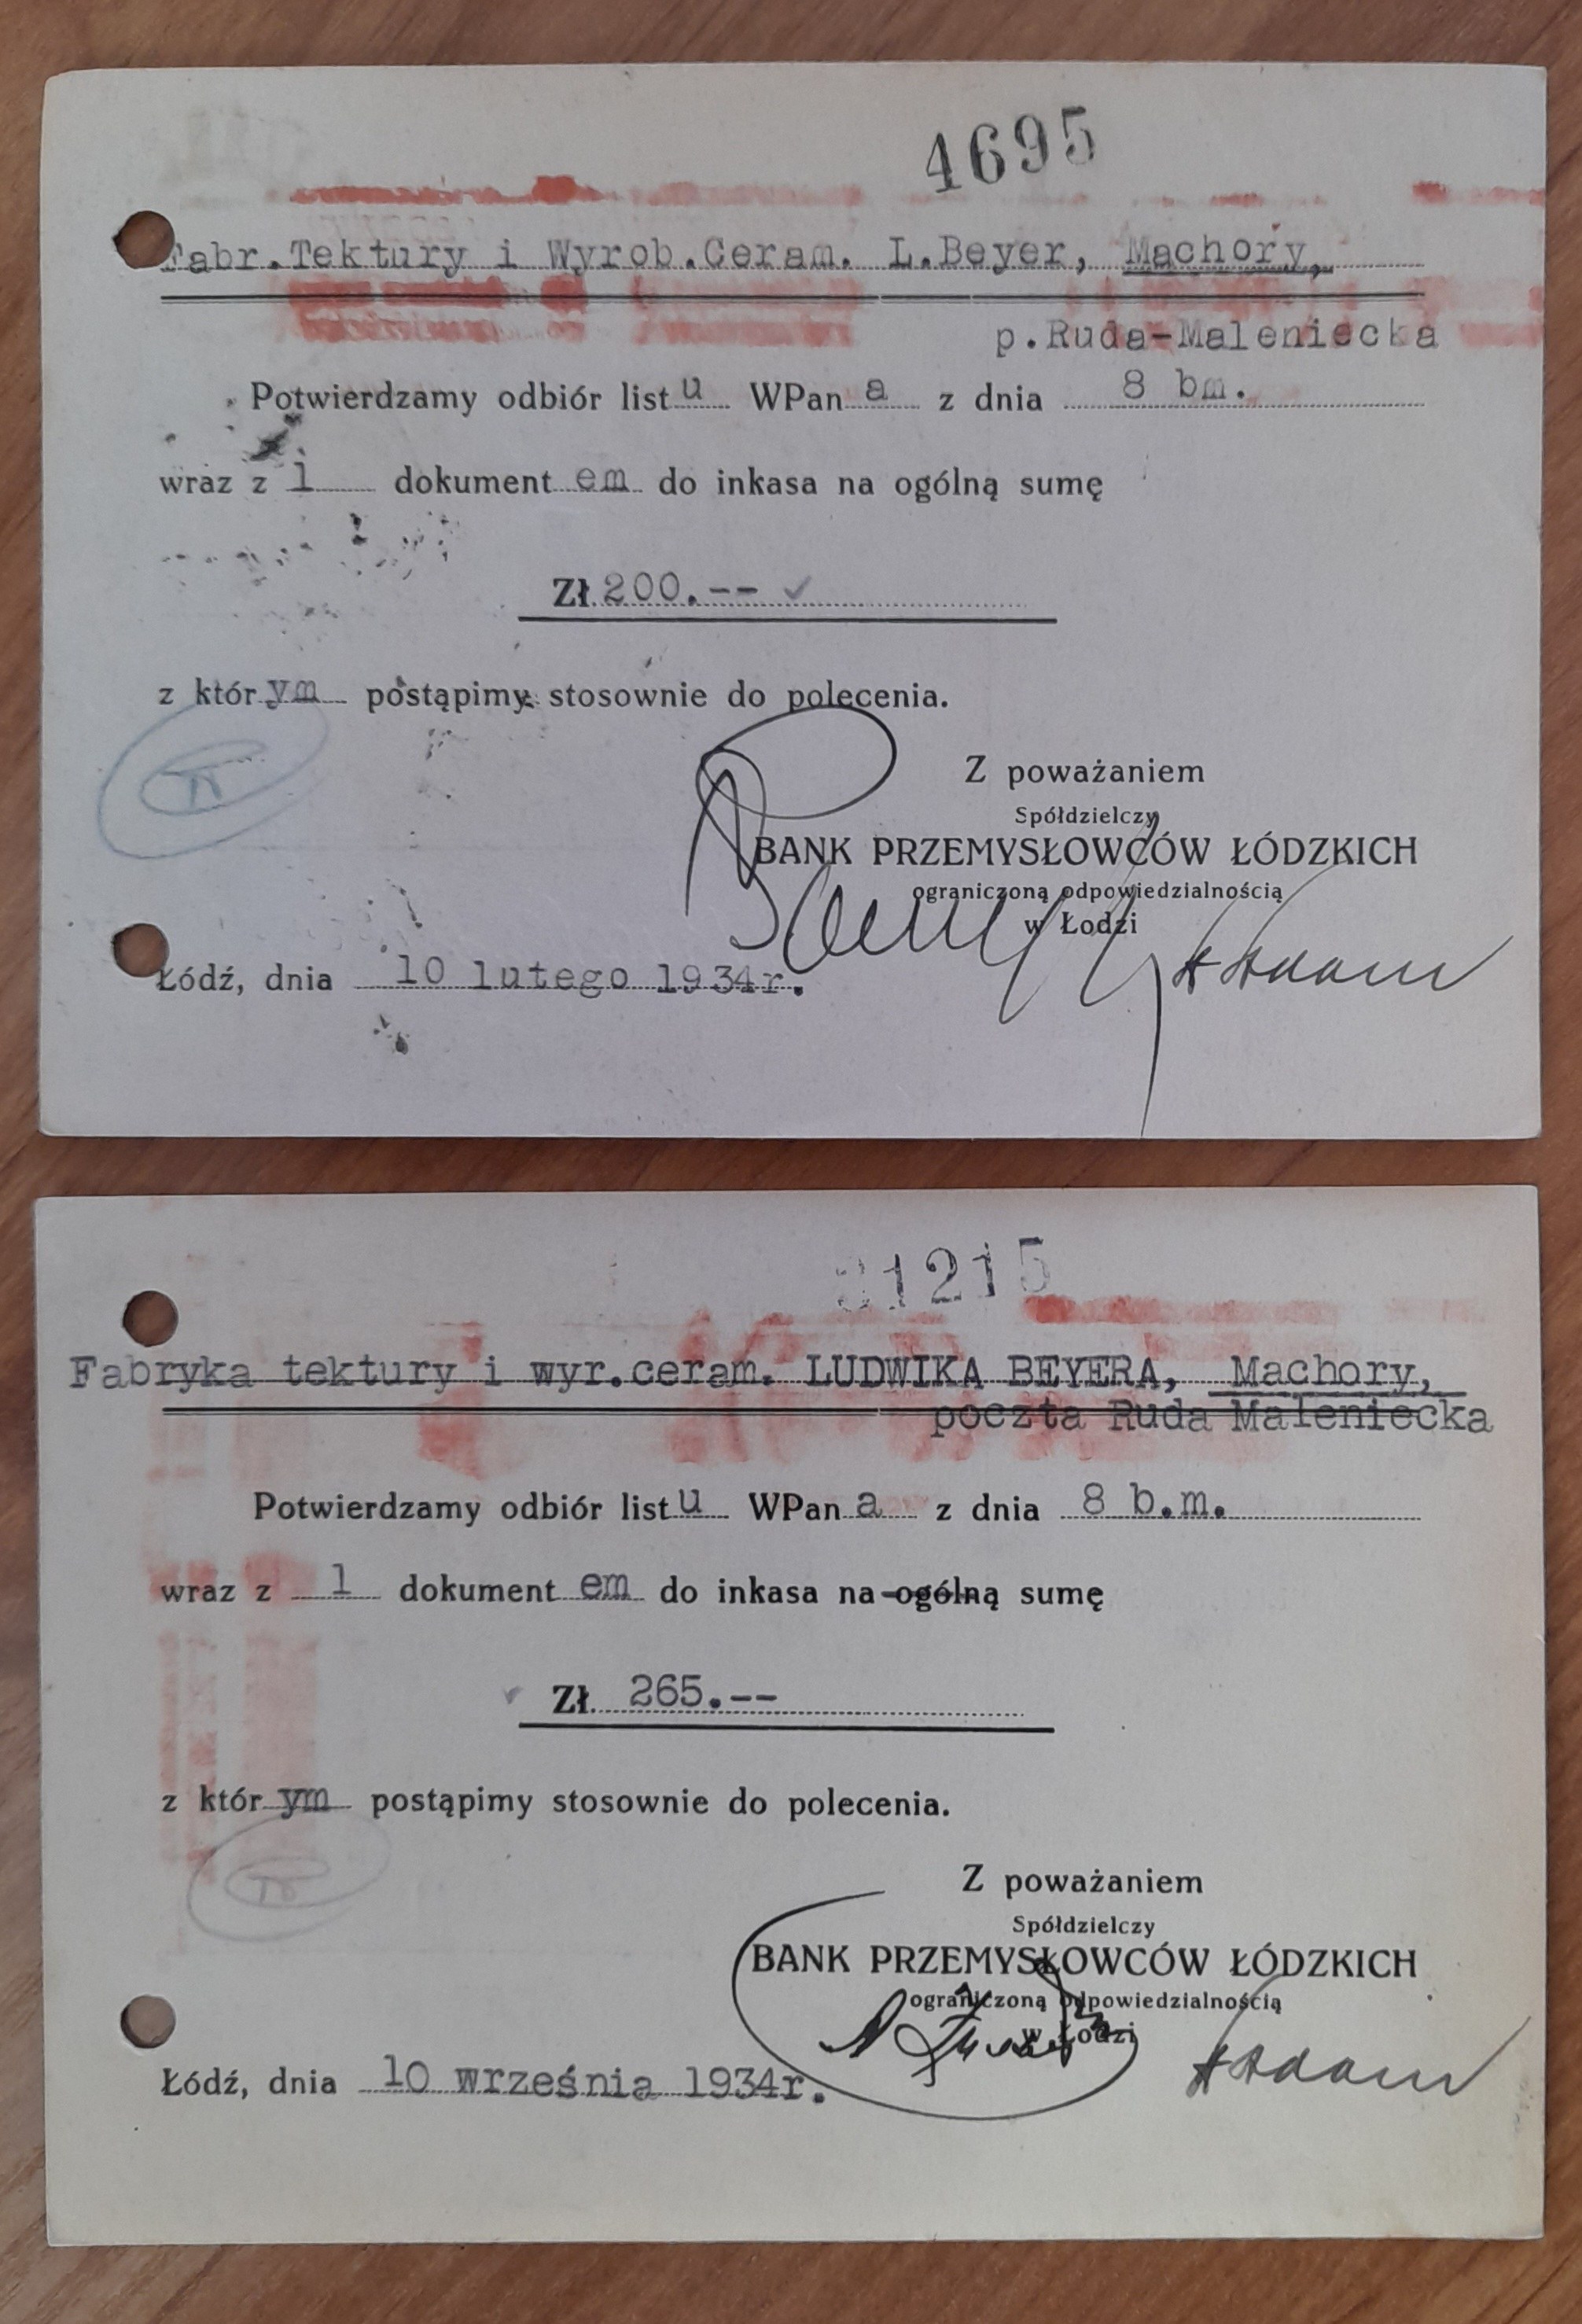 4695
Fabr.Tektury i Wyrob.Ceram. L.Beyer, Machory,
p.Ruda-Maleniecka
Potwierdzamy odbiór listu WPana z dnia 8 bm.
wraz z 1 dokumentem do inkasa na ogólną sumę
Zł. 200.--
z którym postąpimy stosownie do polecenia.
Z poważaniem
Spółdzielczy
BANK PRZEMYSŁOWCÓW ŁÓDZKICH
ograniczoną odpowiedzialnością
w Łodzi
Łódź, dnia 10 lutego 1934r.
31215
Fabryka tektury i wyr.ceram. LUDWIKA BEYERA, Machory,
poczta Ruda Maleniecka
Potwierdzamy odbiór listu WPana z dnia 8 b.m.
wraz z 1 dokumentem do inkasa na ogólną sumę
Zł. 265.--
z którym postąpimy stosownie do polecenia.
Z poważaniem
Spółdzielczy
BANK PRZEMYSŁOWCÓW ŁÓDZKICH
ograniczoną odpowiedzialnością
w Łodzi
Łódź, dnia 10 września 1934r.